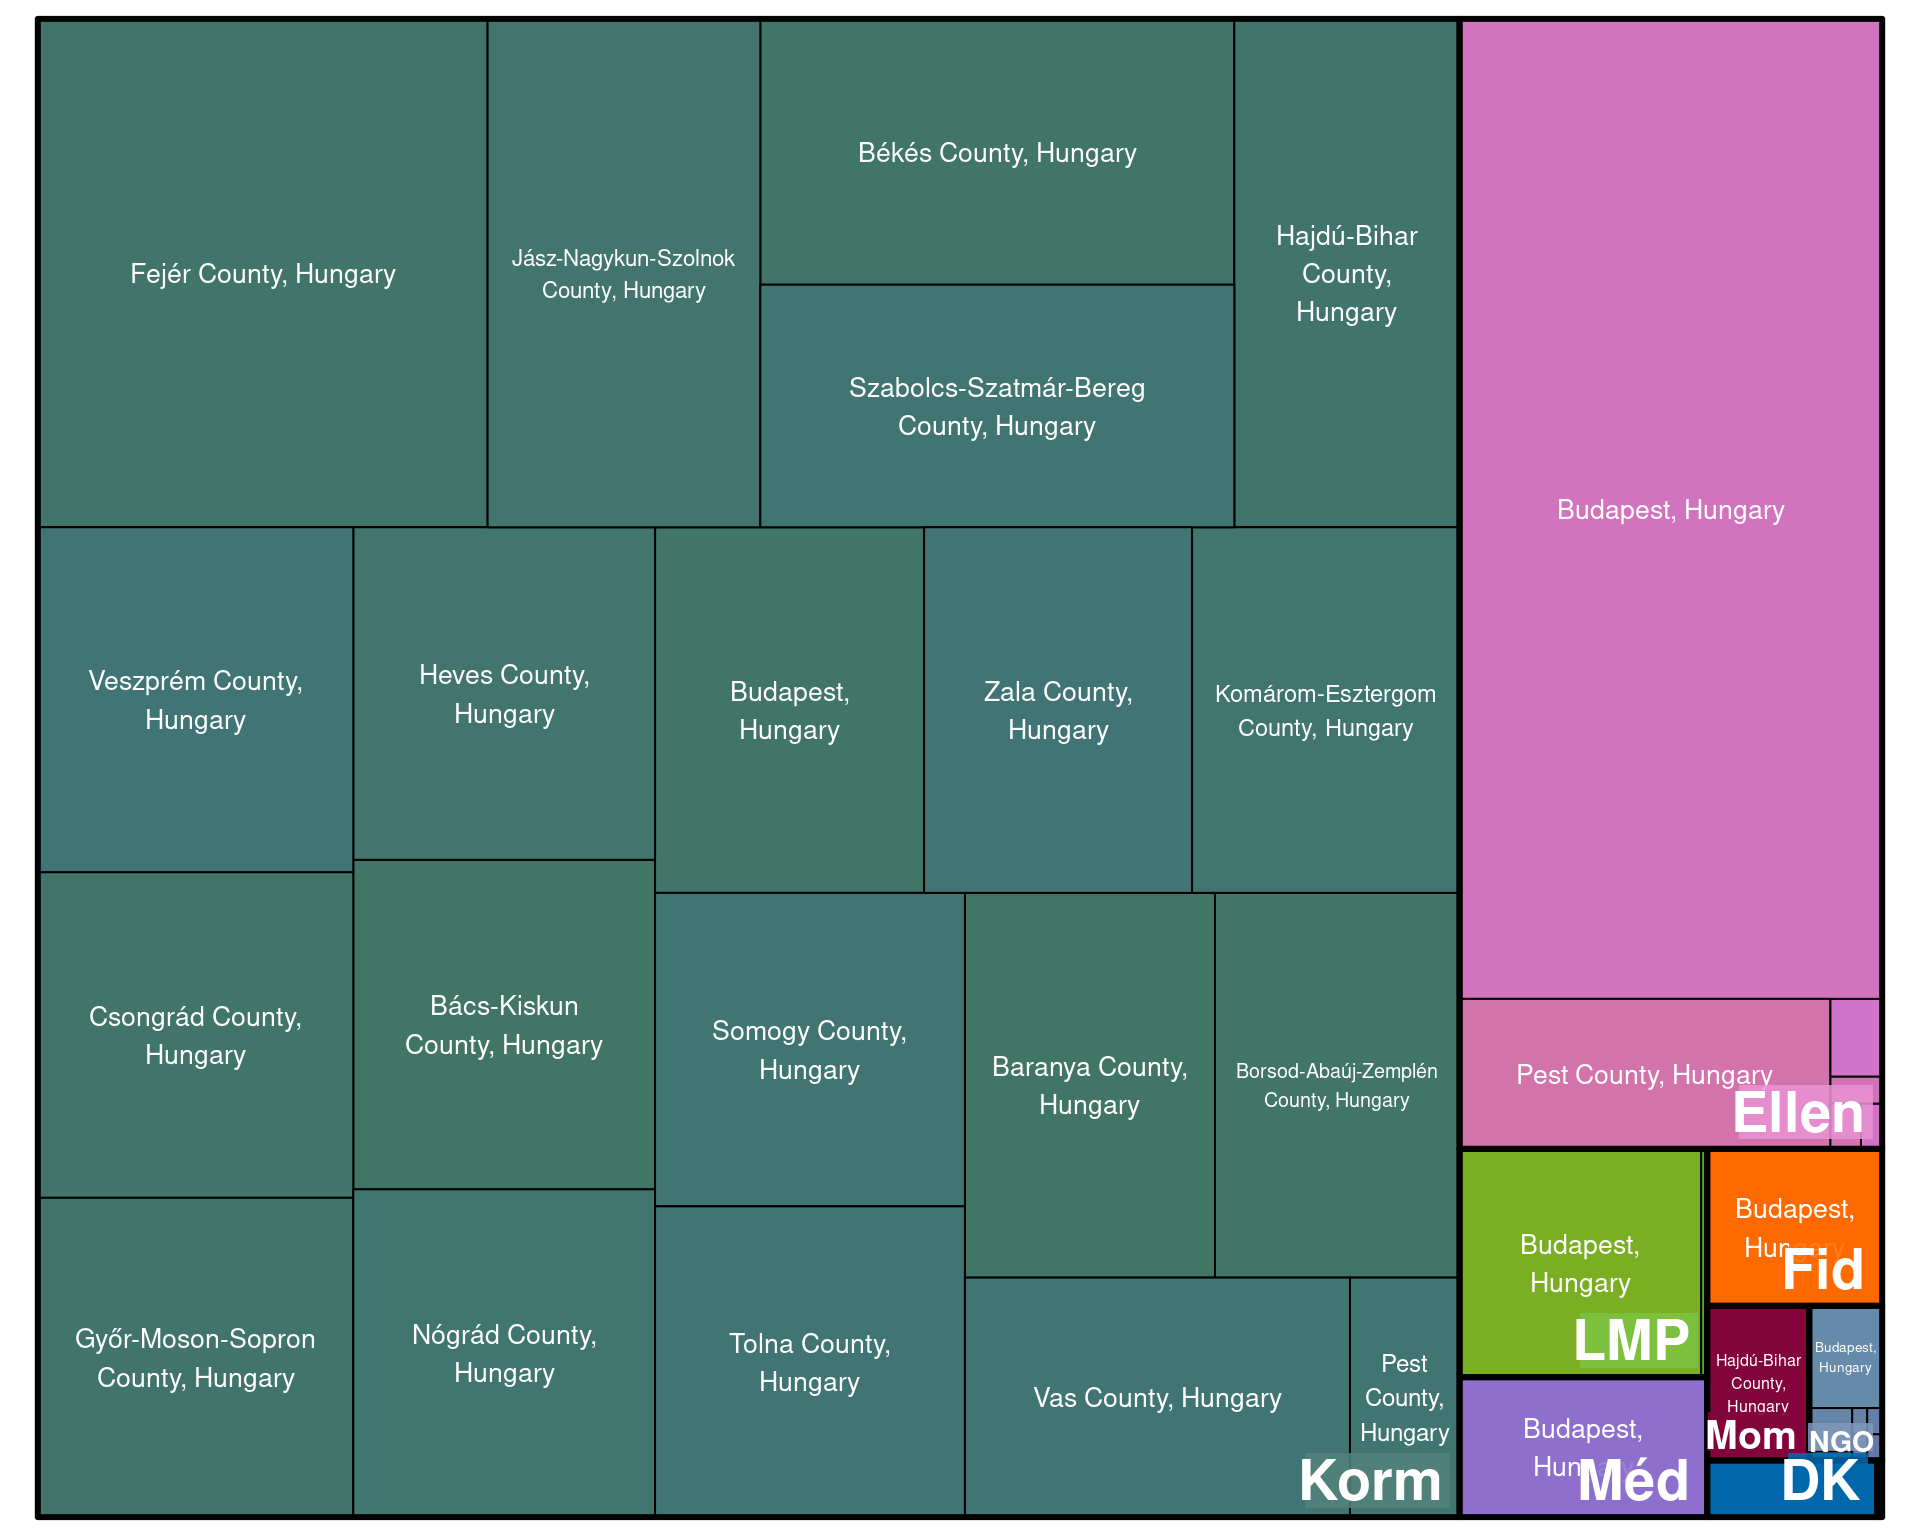 Fejér County, Hungary
Jász-Nagykun-Szolnok
County, Hungary
Békés County, Hungary
Szabolcs-Szatmár-Bereg
County, Hungary
Hajdú-Bihar
County,
Hungary
Veszprém County,
Hungary
Heves County,
Hungary
Budapest,
Hungary
Zala County,
Hungary
Komárom-Esztergom
County, Hungary
Csongrád County,
Hungary
Bács-Kiskun
County, Hungary
Somogy County,
Hungary
Baranya County,
Hungary
Borsod-Abaúj-Zemplén
County, Hungary
Győr-Moson-Sopron
County, Hungary
Nógrád County,
Hungary
Tolna County,
Hungary
Vas County, Hungary
Pest
County,
Hungary
Korm
Budapest, Hungary
Pest County, Hungary
Ellen
Budapest,
Hungary
LMP
Budapest,
Hungary
Fid
Budapest,
Hungary
Méd
Hajdú-Bihar
County,
Hungary
Mom
Budapest,
Hungary
NGO
DK